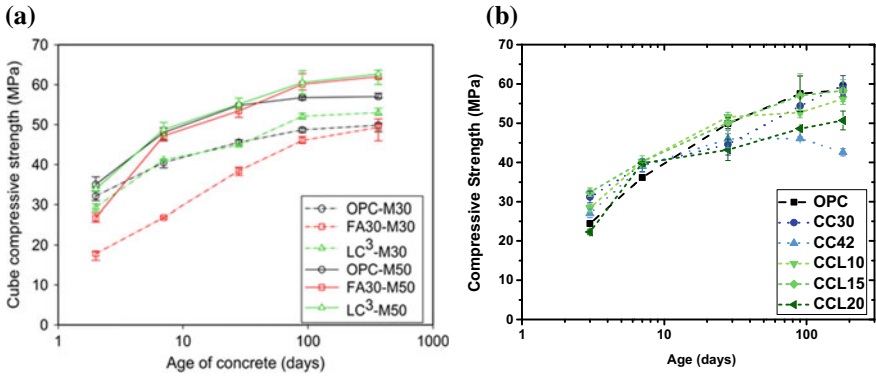 (a)
70
60
50
40
30
20
10
0
Cube compressive strength (MPa)
OPC-M30
FA30-M30
LC³-M30
OPC-M50
FA30-M50
LC³-M50
1 10 100 1000
Age of concrete (days)
(b)
70
60
50
40
30
20
10
0
Compressive Strength (MPa)
OPC
CC30
CC42
CCL10
CCL15
CCL20
1 10 100
Age (days)